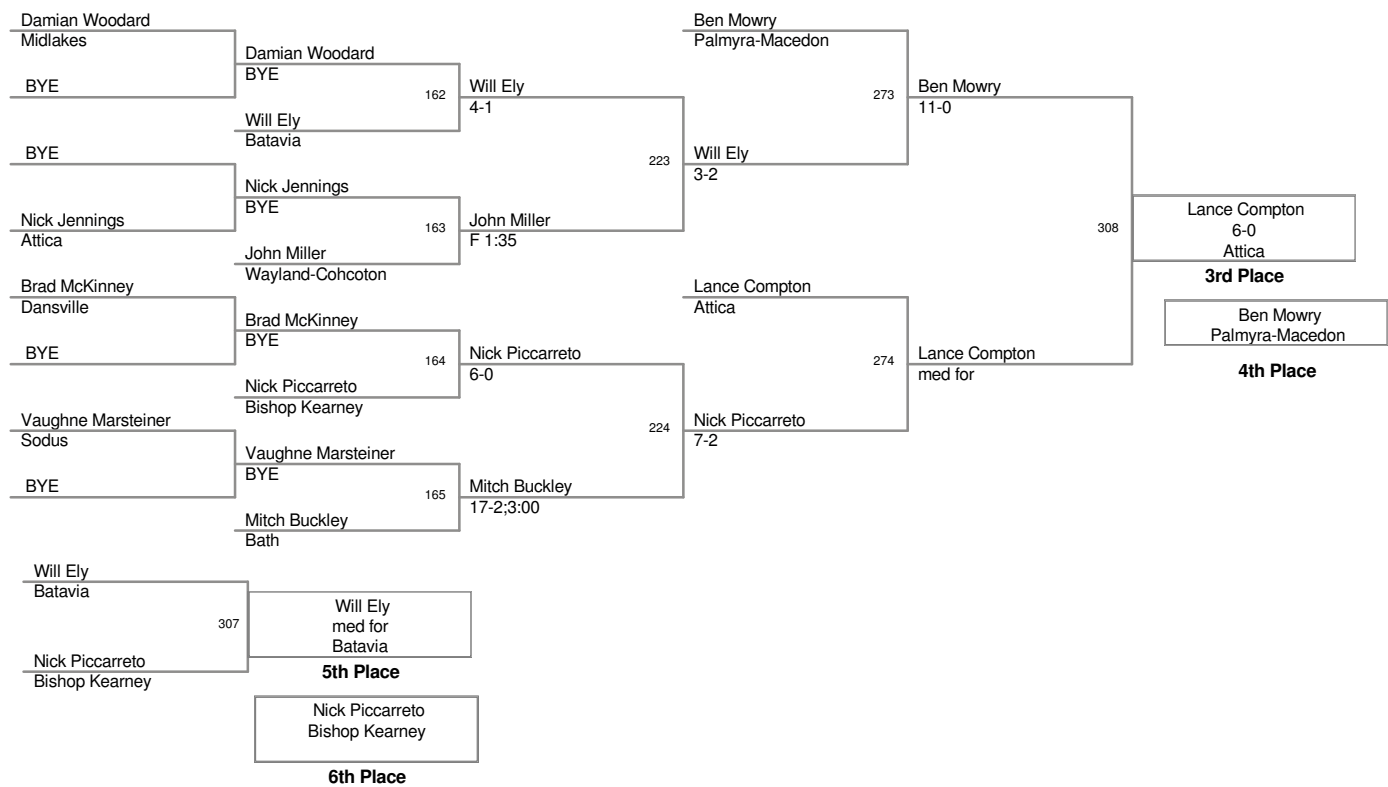 Damian Woodard
Midlakes
BYE
BYE
Nick Jennings
Attica
Brad McKinney
Dansville
BYE
Vaughne Marsteiner
Sodus
BYE
Damian Woodard
BYE
162
Will Ely
Batavia
Nick Jennings
BYE
163
John Miller
Wayland-Cohcoton
Brad McKinney
BYE
164
Nick Piccarreto
Bishop Kearney
Vaughne Marsteiner
BYE
165
Mitch Buckley
Bath
Will Ely
4-1
223
John Miller
F 1:35
Nick Piccarreto
6-0
224
Mitch Buckley
17-2;3:00
Ben Mowry
Palmyra-Macedon
273
Will Ely
3-2
Lance Compton
Attica
274
Nick Piccarreto
7-2
Ben Mowry
11-0
308
Lance Compton
med for
Lance Compton
6-0
Attica
3rd Place
Ben Mowry
Palmyra-Macedon
4th Place
Will Ely
Batavia
307
Nick Piccarreto
Bishop Kearney
Will Ely
med for
Batavia
5th Place
Nick Piccarreto
Bishop Kearney
6th Place